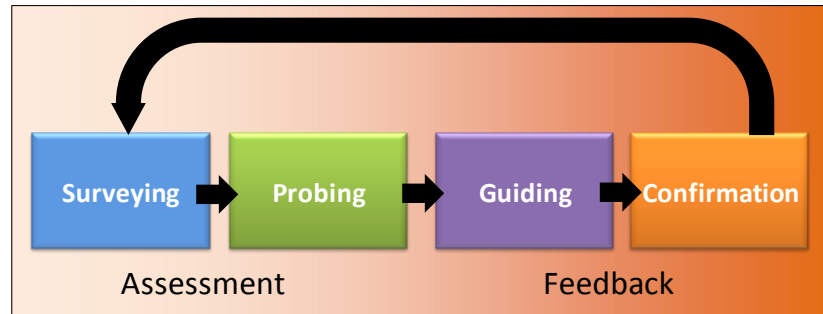 Surveying Probing Guiding Confirmation
Assessment Feedback